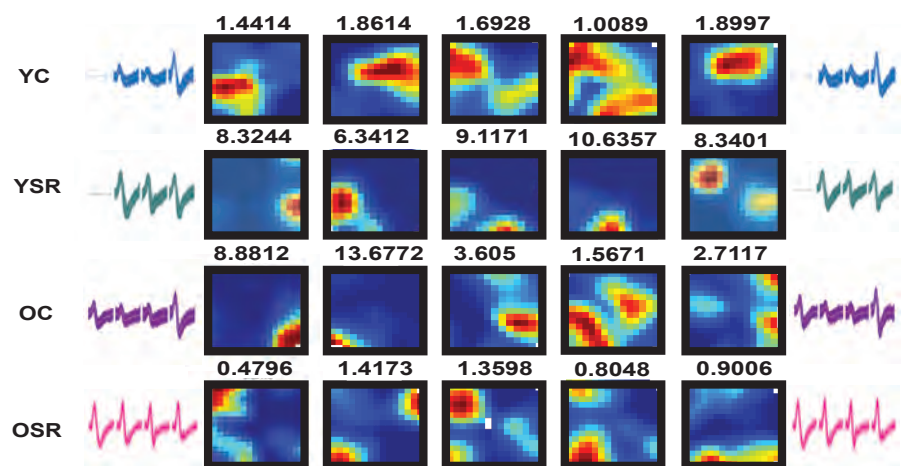 1.4414 1.8614 1.6928 1.0089 1.8997
YC
8.3244 6.3412 9.1171 10.6357 8.3401
YSR
8.8812 13.6772 3.605 1.5671 2.7117
OC
0.4796 1.4173 1.3598 0.8048 0.9006
OSR